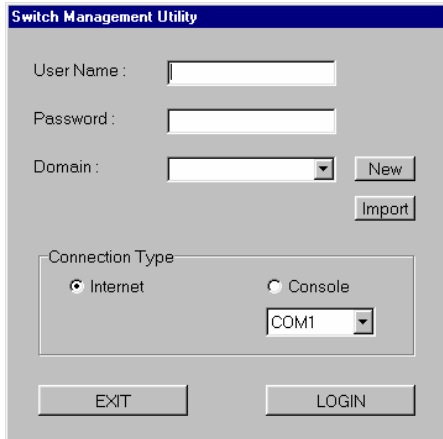 Switch Management Utility
User Name :
Password :
Domain :
New
Import
Connection Type
Internet
Console
COM1
EXIT
LOGIN